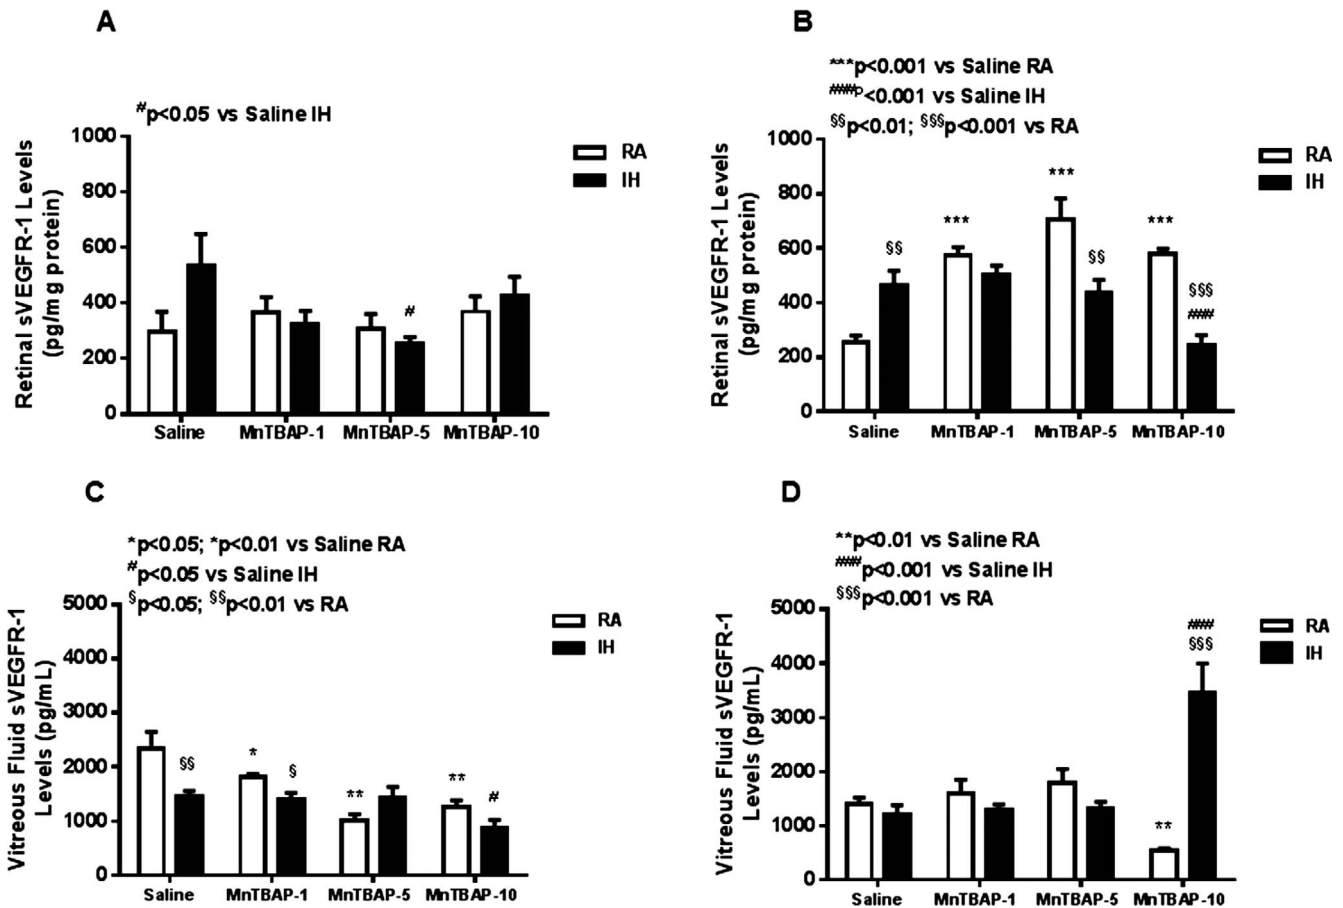 A
#p<0.05 vs Saline IH
Retinal sVEGFR-1 Levels
(pg/mg protein)
1000
800
600
400
200
0
#
RA
IH
Saline MnTBAP-1 MnTBAP-5 MnTBAP-10
B
***p<0.001 vs Saline RA
###p<0.001 vs Saline IH
§§p<0.01; §§§p<0.001 vs RA
Retinal sVEGFR-1 Levels
(pg/mg protein)
1000
800
600
400
200
0
§§
***
***
§§
***
§§§
###
RA
IH
Saline MnTBAP-1 MnTBAP-5 MnTBAP-10
C
*p<0.05; *p<0.01 vs Saline RA
#p<0.05 vs Saline IH
§p<0.05; §§p<0.01 vs RA
Vitreous Fluid sVEGFR-1
Levels (pg/mL)
5000
4000
3000
2000
1000
0
§§
*
§
**
**
#
RA
IH
Saline MnTBAP-1 MnTBAP-5 MnTBAP-10
D
**p<0.01 vs Saline RA
###p<0.001 vs Saline IH
§§§p<0.001 vs RA
Vitreous Fluid sVEGFR-1
Levels (pg/mL)
5000
4000
3000
2000
1000
0
**
###
§§§
RA
IH
Saline MnTBAP-1 MnTBAP-5 MnTBAP-10